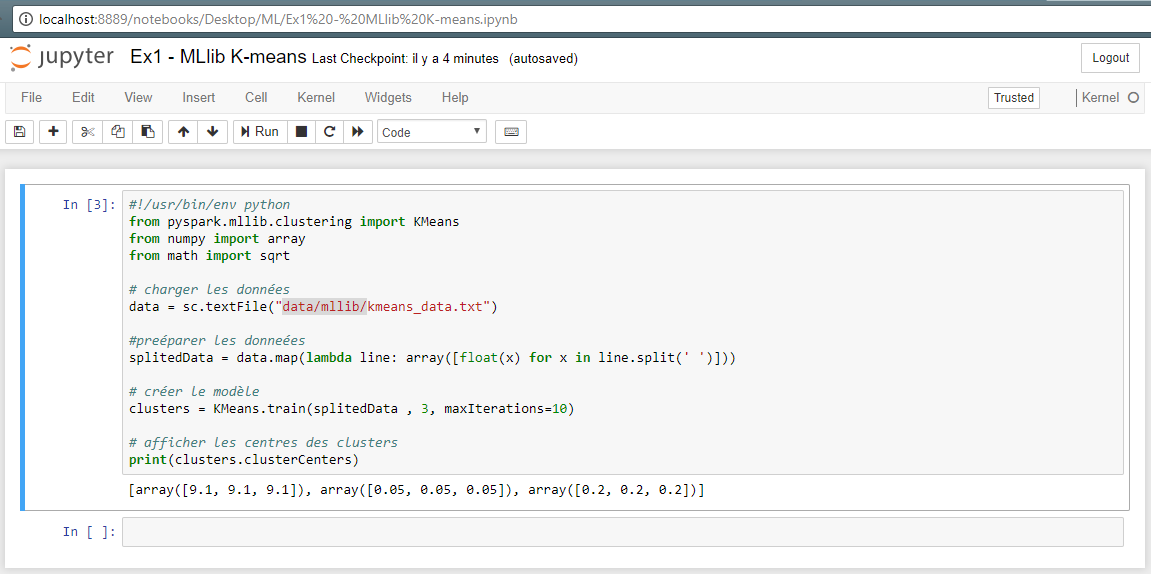 localhost:8889/notebooks/Desktop/ML/Ex1%20-%20MLlib%20K-means.ipynb
jupyter Ex1 - MLlib K-means Last Checkpoint: il y a 4 minutes (autosaved)
Logout
File Edit View Insert Cell Kernel Widgets Help
Trusted
Kernel
Run
Code
In [3]:
#!/usr/bin/env python
from pyspark.mllib.clustering import KMeans
from numpy import array
from math import sqrt
# charger les données
data = sc.textFile("data/mllib/kmeans_data.txt")
#preéparer les donneées
splitedData = data.map(lambda line: array([float(x) for x in line.split(' ')]))
# créer le modèle
clusters = KMeans.train(splitedData , 3, maxIterations=10)
# afficher les centres des clusters
print(clusters.clusterCenters)
[array([9.1, 9.1, 9.1]), array([0.05, 0.05, 0.05]), array([0.2, 0.2, 0.2])]
In [ ]: